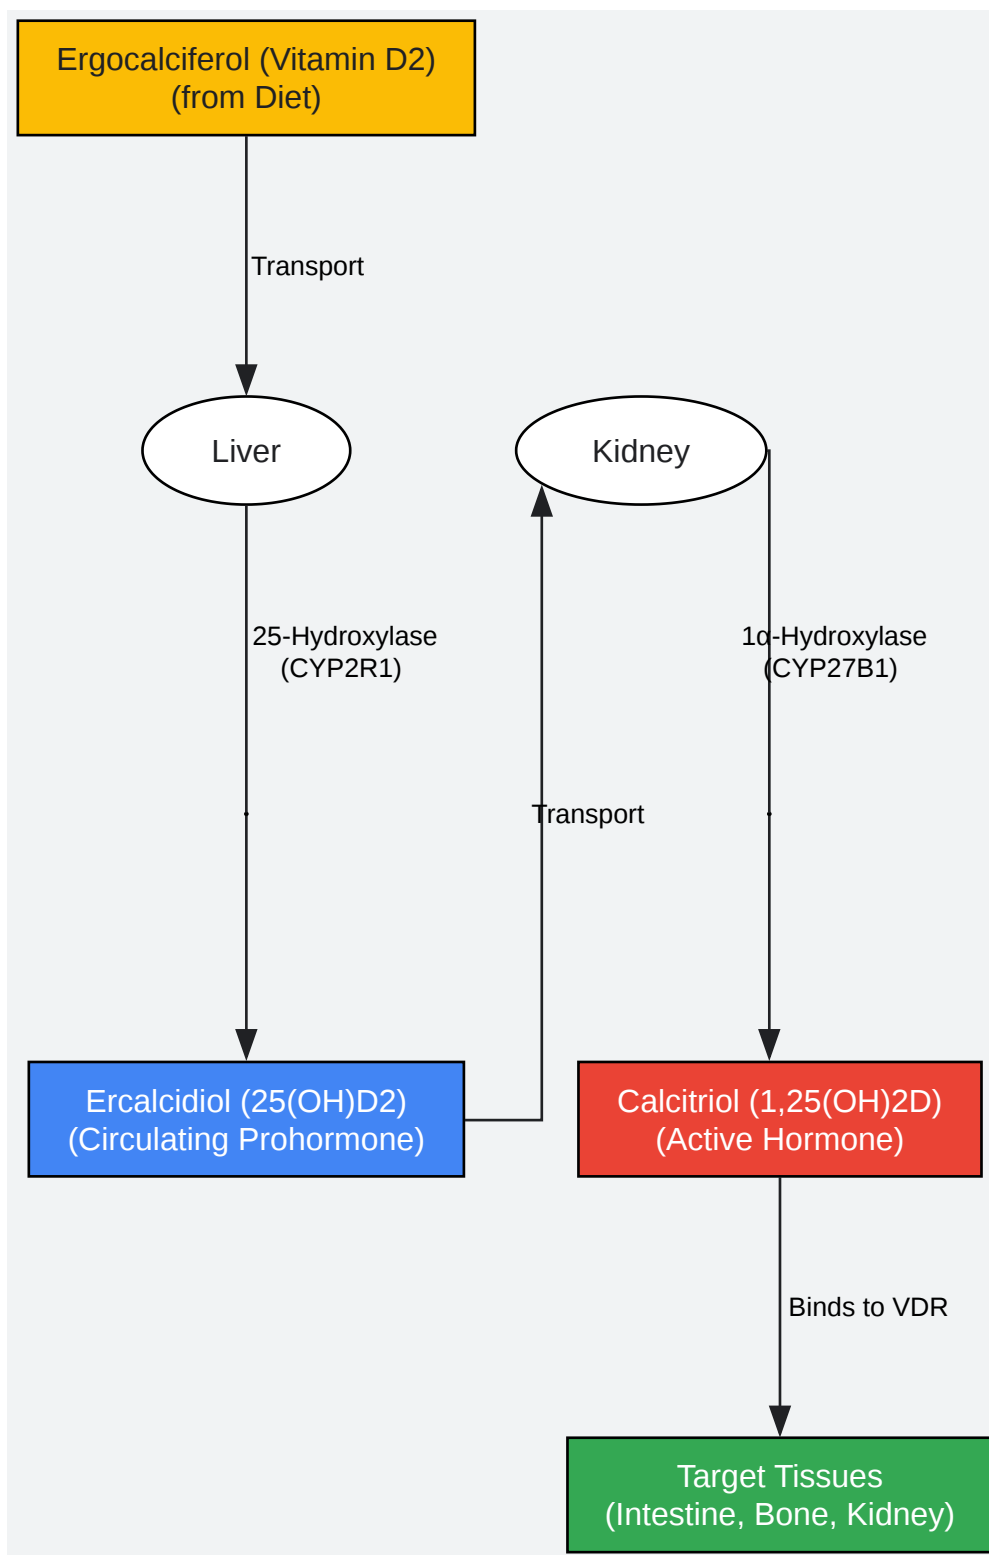 Ergocalciferol (Vitamin D2)
(from Diet)
Transport
Liver
Kidney
25-Hydroxylase
(CYP2R1)
1α-Hydroxylase
(CYP27B1)
Transport
Ercalcidiol (25(OH)D2)
(Circulating Prohormone)
Calcitriol (1,25(OH)2D)
(Active Hormone)
Binds to VDR
Target Tissues
(Intestine, Bone, Kidney)